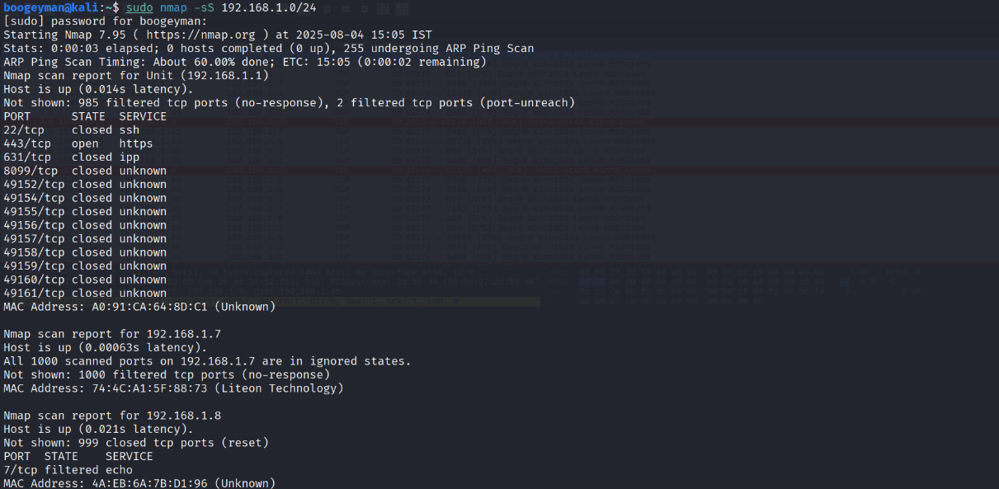 boogeyman@kali:~$ sudo nmap -sS 192.168.1.0/24
[sudo] password for boogeyman:
Starting Nmap 7.95 ( https://nmap.org ) at 2025-08-04 15:05 IST
Stats: 0:00:03 elapsed; 0 hosts completed (0 up), 255 undergoing ARP Ping Scan
ARP Ping Scan Timing: About 60.00% done; ETC: 15:05 (0:00:02 remaining)
Nmap scan report for Unit (192.168.1.1)
Host is up (0.014s latency).
Not shown: 985 filtered tcp ports (no-response), 2 filtered tcp ports (port-unreach)
PORT      STATE  SERVICE
22/tcp    closed ssh
443/tcp   open   https
631/tcp   closed ipp
8099/tcp  closed unknown
49152/tcp closed unknown
49154/tcp closed unknown
49155/tcp closed unknown
49156/tcp closed unknown
49157/tcp closed unknown
49158/tcp closed unknown
49159/tcp closed unknown
49160/tcp closed unknown
49161/tcp closed unknown
MAC Address: A0:91:CA:64:8D:C1 (Unknown)

Nmap scan report for 192.168.1.7
Host is up (0.00063s latency).
All 1000 scanned ports on 192.168.1.7 are in ignored states.
Not shown: 1000 filtered tcp ports (no-response)
MAC Address: 74:4C:A1:5F:88:73 (Liteon Technology)

Nmap scan report for 192.168.1.8
Host is up (0.021s latency).
Not shown: 999 closed tcp ports (reset)
PORT  STATE    SERVICE
7/tcp filtered echo
MAC Address: 4A:EB:6A:7B:D1:96 (Unknown)